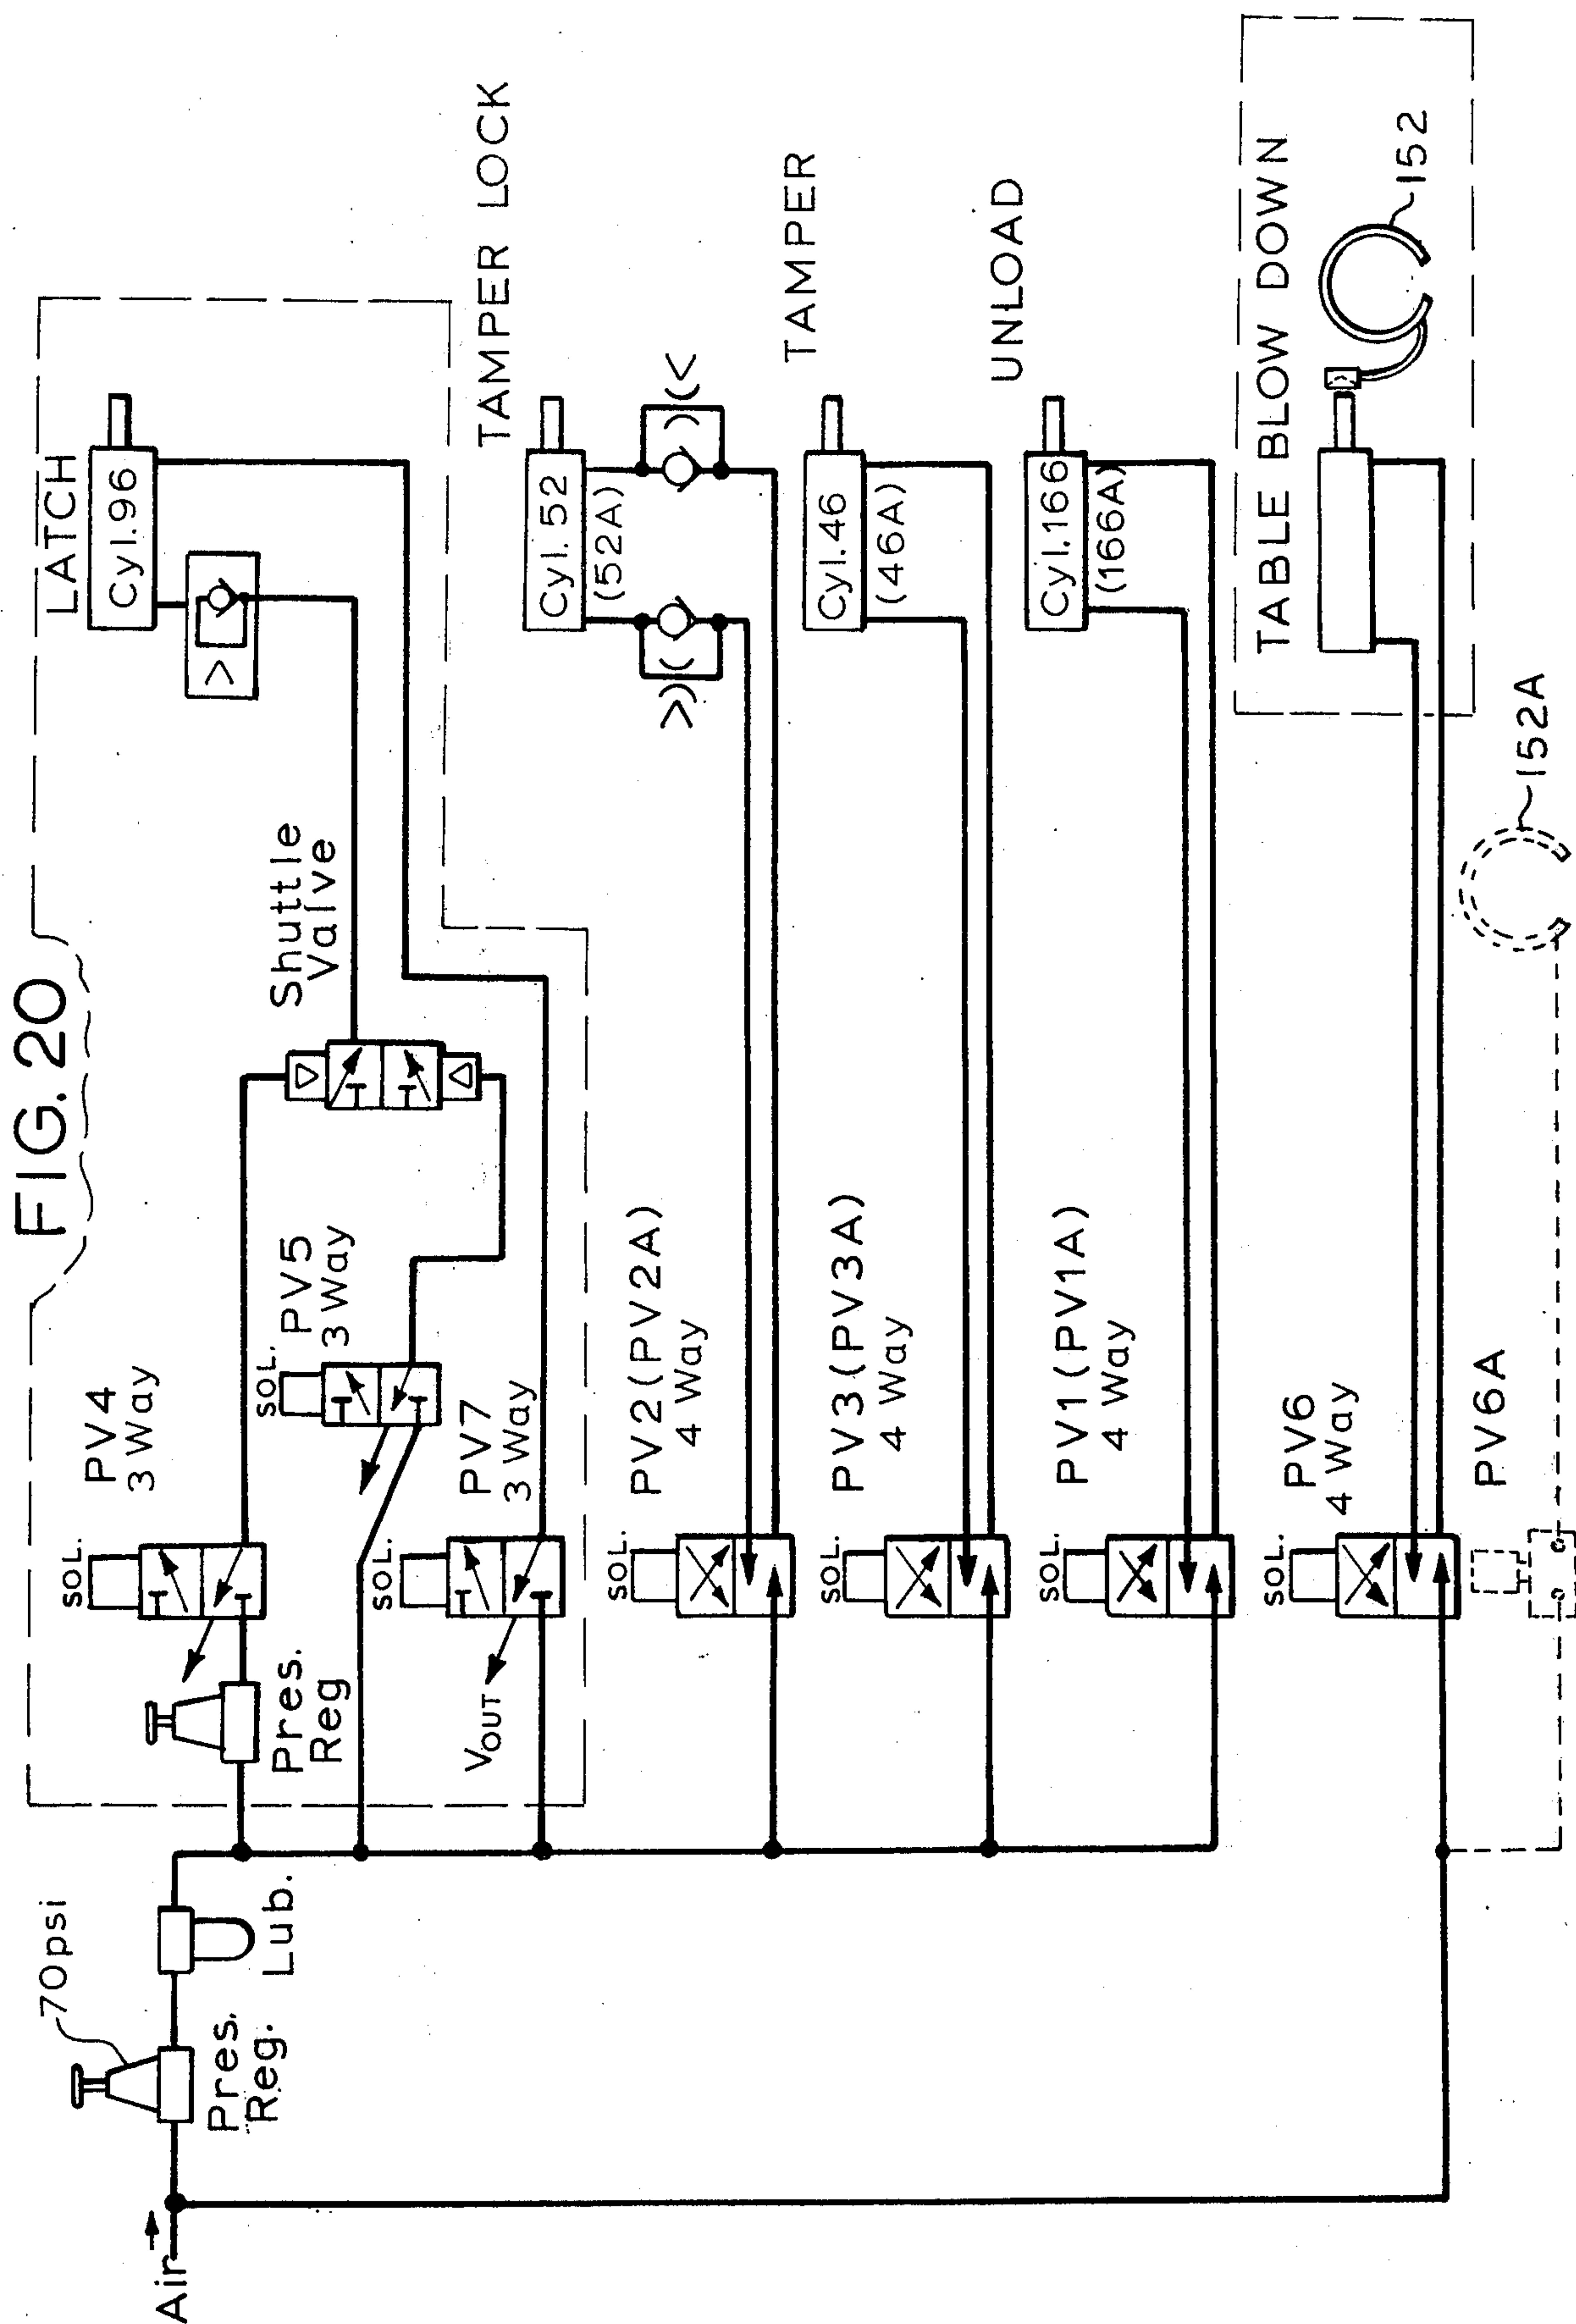 FIG. 20
LATCH
Cyl.96
Shuttle
Valve
PV4
3 Way
SOL.
PV5
3 Way
SOL.
PV7
3 Way
SOL.
VOUT
Pres.
Reg
70psi
Pres.
Reg.
Lub.
Air
TAMPER LOCK
Cyl.52
(52A)
PV2(PV2A)
4 Way
SOL.
TAMPER
Cyl.46
(46A)
PV3(PV3A)
4 Way
SOL.
UNLOAD
Cyl.166
(166A)
PV1(PV1A)
4 Way
SOL.
TABLE BLOW DOWN
152
PV6
4 Way
SOL.
152A
PV6A